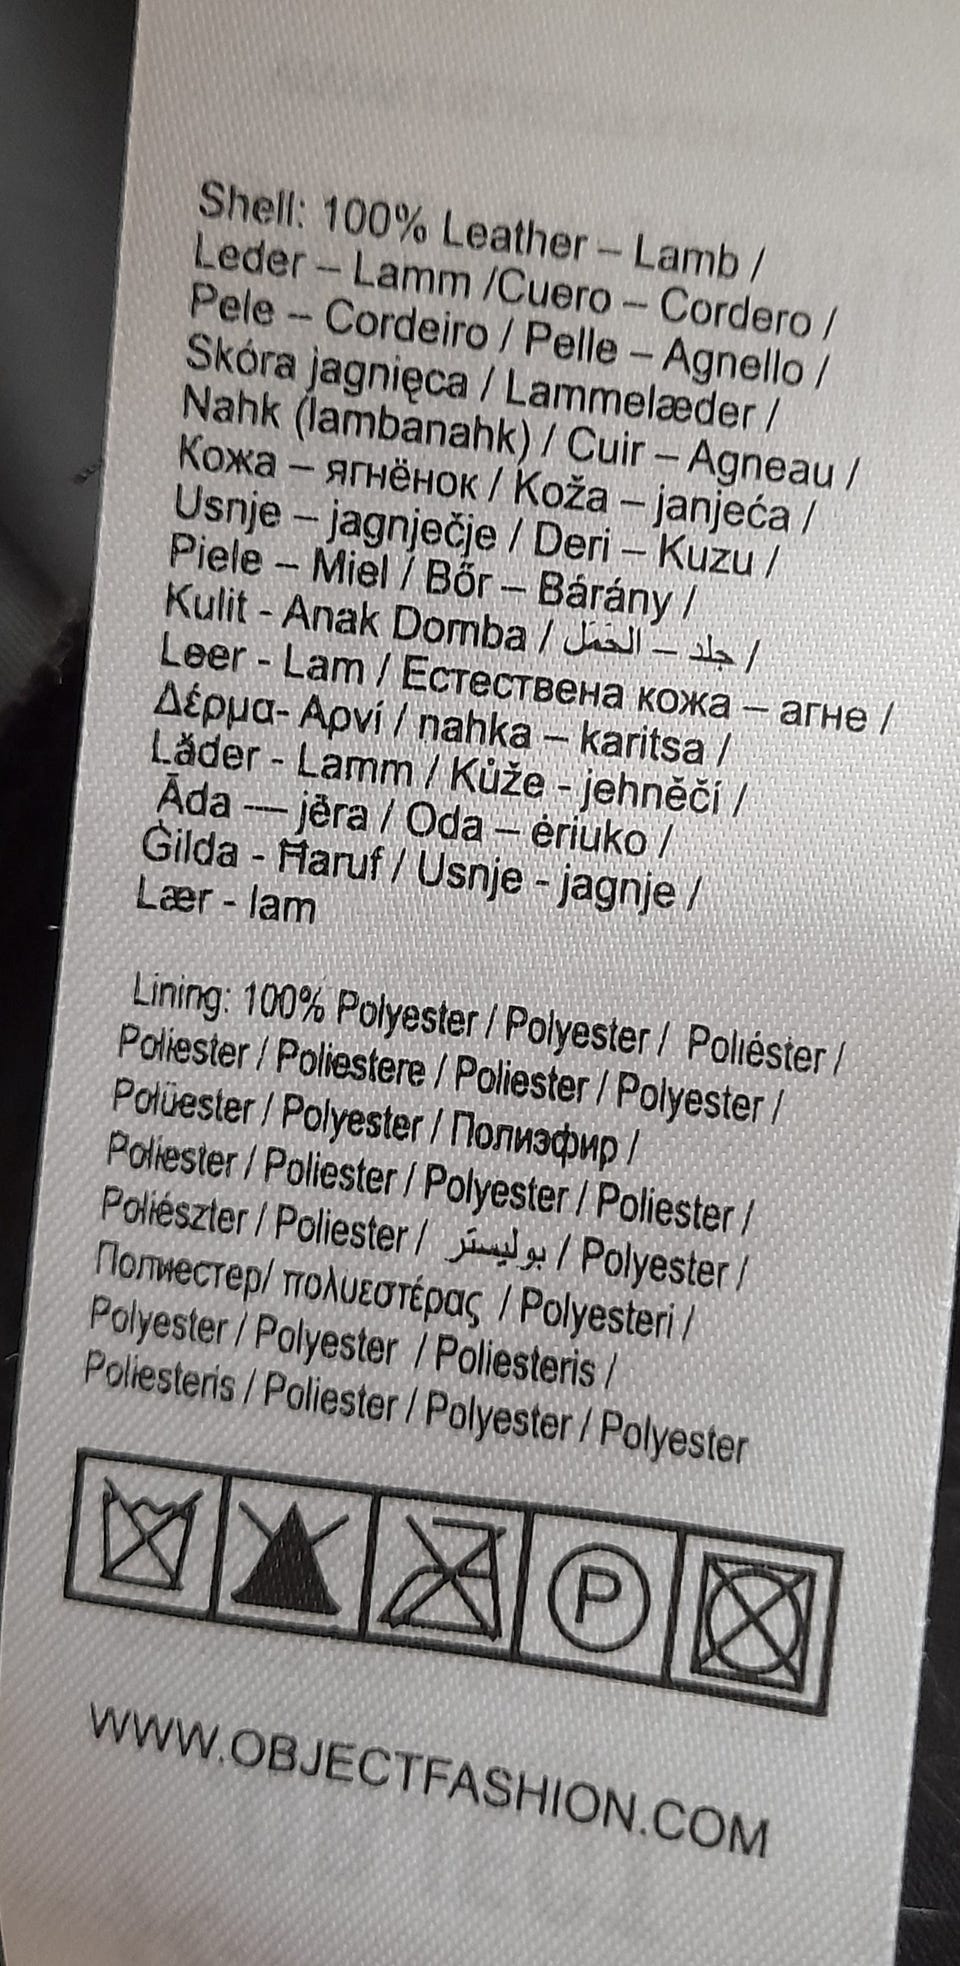 Shell: 100% Leather – Lamb /
Leder – Lamm /Cuero – Cordero /
Pele – Cordeiro / Pelle – Agnello /
Skóra jagnięca / Lammelæder /
Nahk (lambanahk) / Cuir – Agneau /
Кожа – ягнёнок / Koža – janjeća /
Usnje – jagnječje / Deri – Kuzu /
Piele – Miel / Bőr – Bárány /
Kulit - Anak Domba / جلد – الحَمَل /
Leer - Lam / Естествена кожа – агне /
Δέρμα- Αρνί / nahka – karitsa /
Läder - Lamm / Kůže - jehněčí /
Āda — jēra / Oda – ėriuko /
Ġilda - Ħaruf / Usnje - jagnje /
Lær - lam
Lining: 100% Polyester / Polyester / Poliéster /
Poliester / Poliestere / Poliester / Polyester /
Polüester / Polyester / Полиэфир /
Poliester / Poliester / Polyester / Poliester /
Poliészter / Poliester / بوليستَر / Polyester /
Полиестер/ πολυεστέρας / Polyesteri /
Polyester / Polyester / Poliesteris /
Poliesteris / Poliester / Polyester / Polyester
P
WWW.OBJECTFASHION.COM